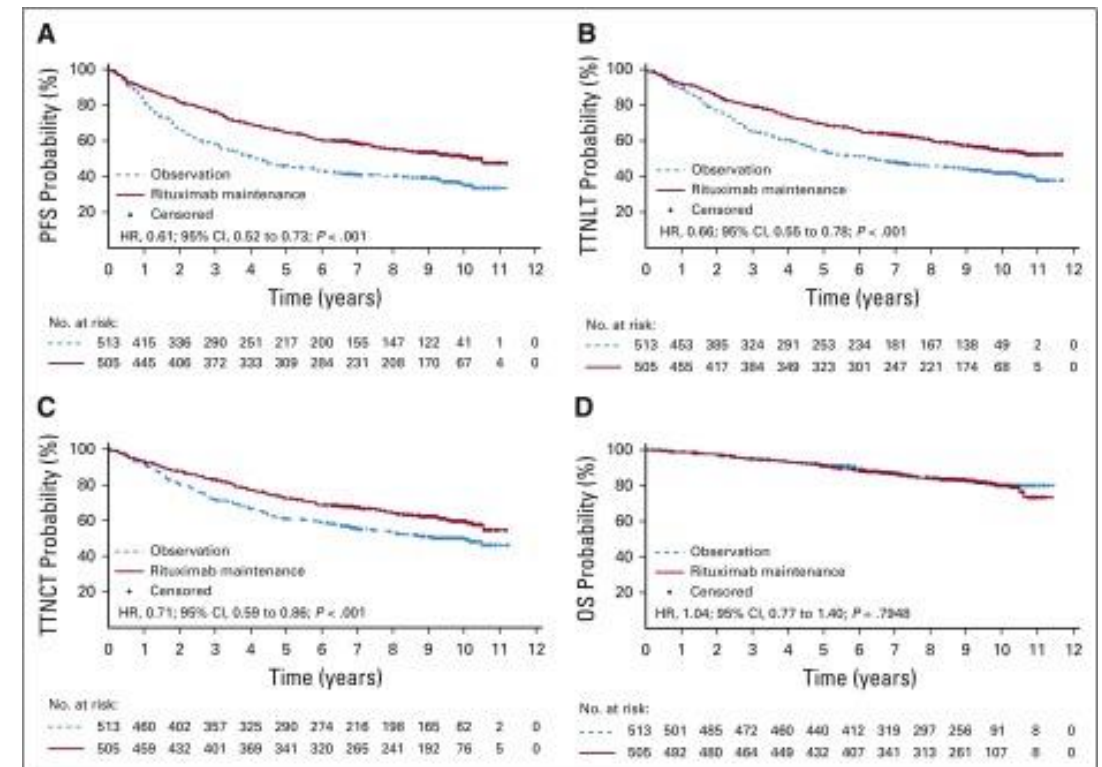 A
PFS Probability (%)
100
80
60
40
20
Observation
Rituximab maintenance
Censored
HR, 0.61; 95% CI, 0.52 to 0.73; P < .001
0 1 2 3 4 5 6 7 8 9 10 11 12
Time (years)
No. at risk:
513 415 336 290 251 217 200 155 147 122 41 1 0
505 445 406 372 333 309 284 231 208 170 67 4 0
B
TTNLT Probability (%)
100
80
60
40
20
Observation
Rituximab maintenance
Censored
HR, 0.66; 95% CI, 0.55 to 0.78; P < .001
0 1 2 3 4 5 6 7 8 9 10 11 12
Time (years)
No. at risk:
513 453 385 324 291 253 234 181 167 138 49 2 0
505 455 417 384 349 323 301 247 221 174 68 5 0
C
TTNCT Probability (%)
100
80
60
40
20
Observation
Rituximab maintenance
Censored
HR, 0.71; 95% CI, 0.59 to 0.86; P < .001
0 1 2 3 4 5 6 7 8 9 10 11 12
Time (years)
No. at risk:
513 460 402 357 325 290 274 216 198 165 62 2 0
505 459 432 401 369 341 320 265 241 192 76 5 0
D
OS Probability (%)
100
80
60
40
20
Observation
Rituximab maintenance
Censored
HR, 1.04; 95% CI, 0.77 to 1.40; P = .7948
0 1 2 3 4 5 6 7 8 9 10 11 12
Time (years)
No. at risk:
513 501 485 472 460 440 412 319 297 256 91 8 0
505 492 480 464 449 432 407 341 313 261 107 8 0